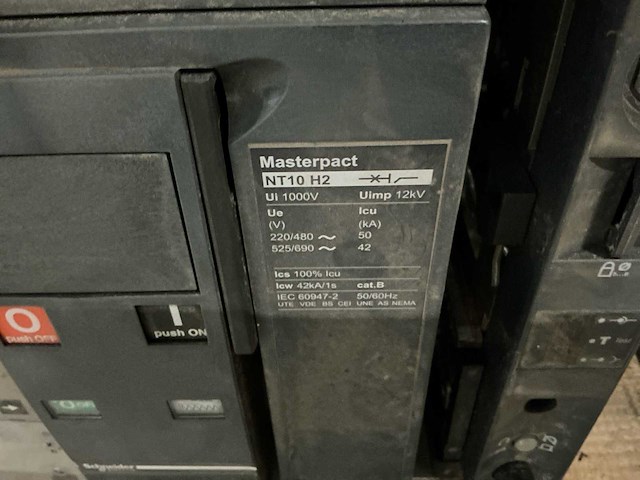 Masterpact
NT10 H2
Ui 1000V Uimp 12kV
Ue Icu
(V) (kA)
220/480 ~ 50
525/690 ~ 42
Ics 100% Icu
Icw 42kA/1s cat.B
IEC 60947-2 50/60Hz
UTE VDE BS CEI UNE AS NEMA
O
push OFF
I
push ON
Schneider
T